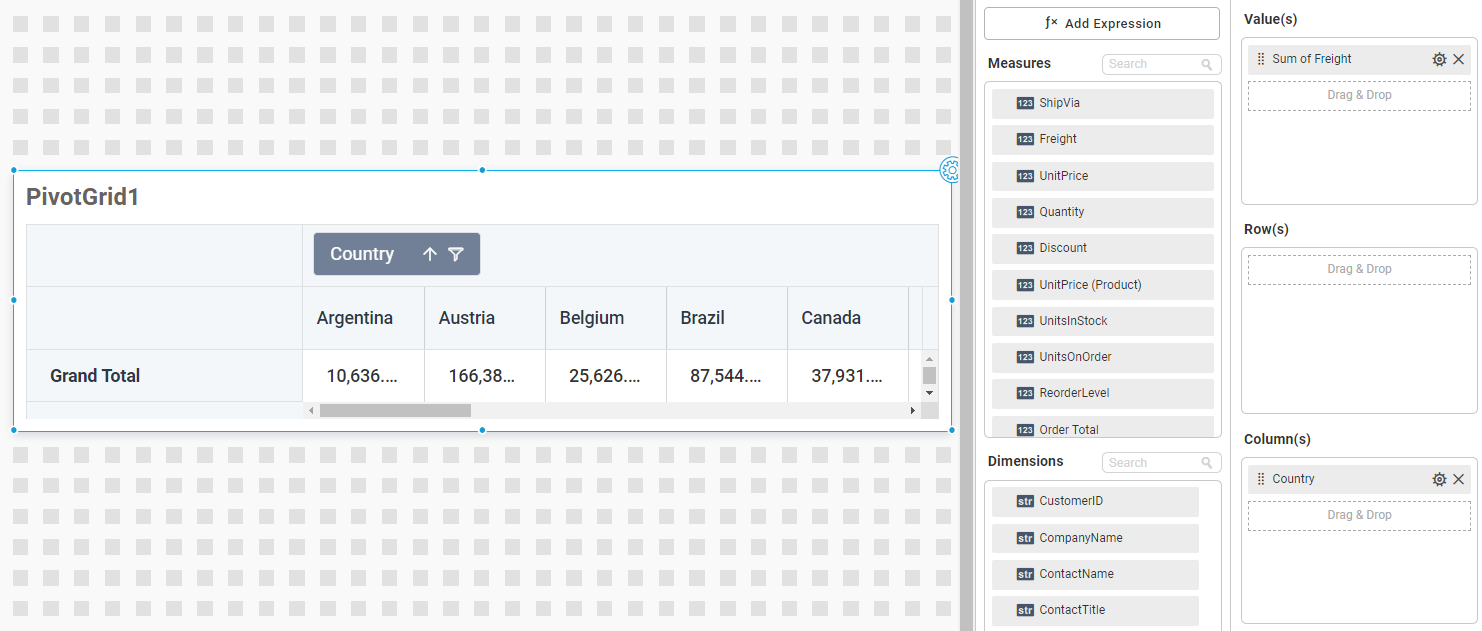 PivotGrid1
Country
Argentina Austria Belgium Brazil Canada
Grand Total 10,636.... 166,38... 25,626.... 87,544.... 37,931....
ƒx Add Expression
Measures Search
123 ShipVia
123 Freight
123 UnitPrice
123 Quantity
123 Discount
123 UnitPrice (Product)
123 UnitsInStock
123 UnitsOnOrder
123 ReorderLevel
123 Order Total
Dimensions Search
str CustomerID
str CompanyName
str ContactName
str ContactTitle
Value(s)
Sum of Freight
Drag & Drop
Row(s)
Drag & Drop
Column(s)
Country
Drag & Drop